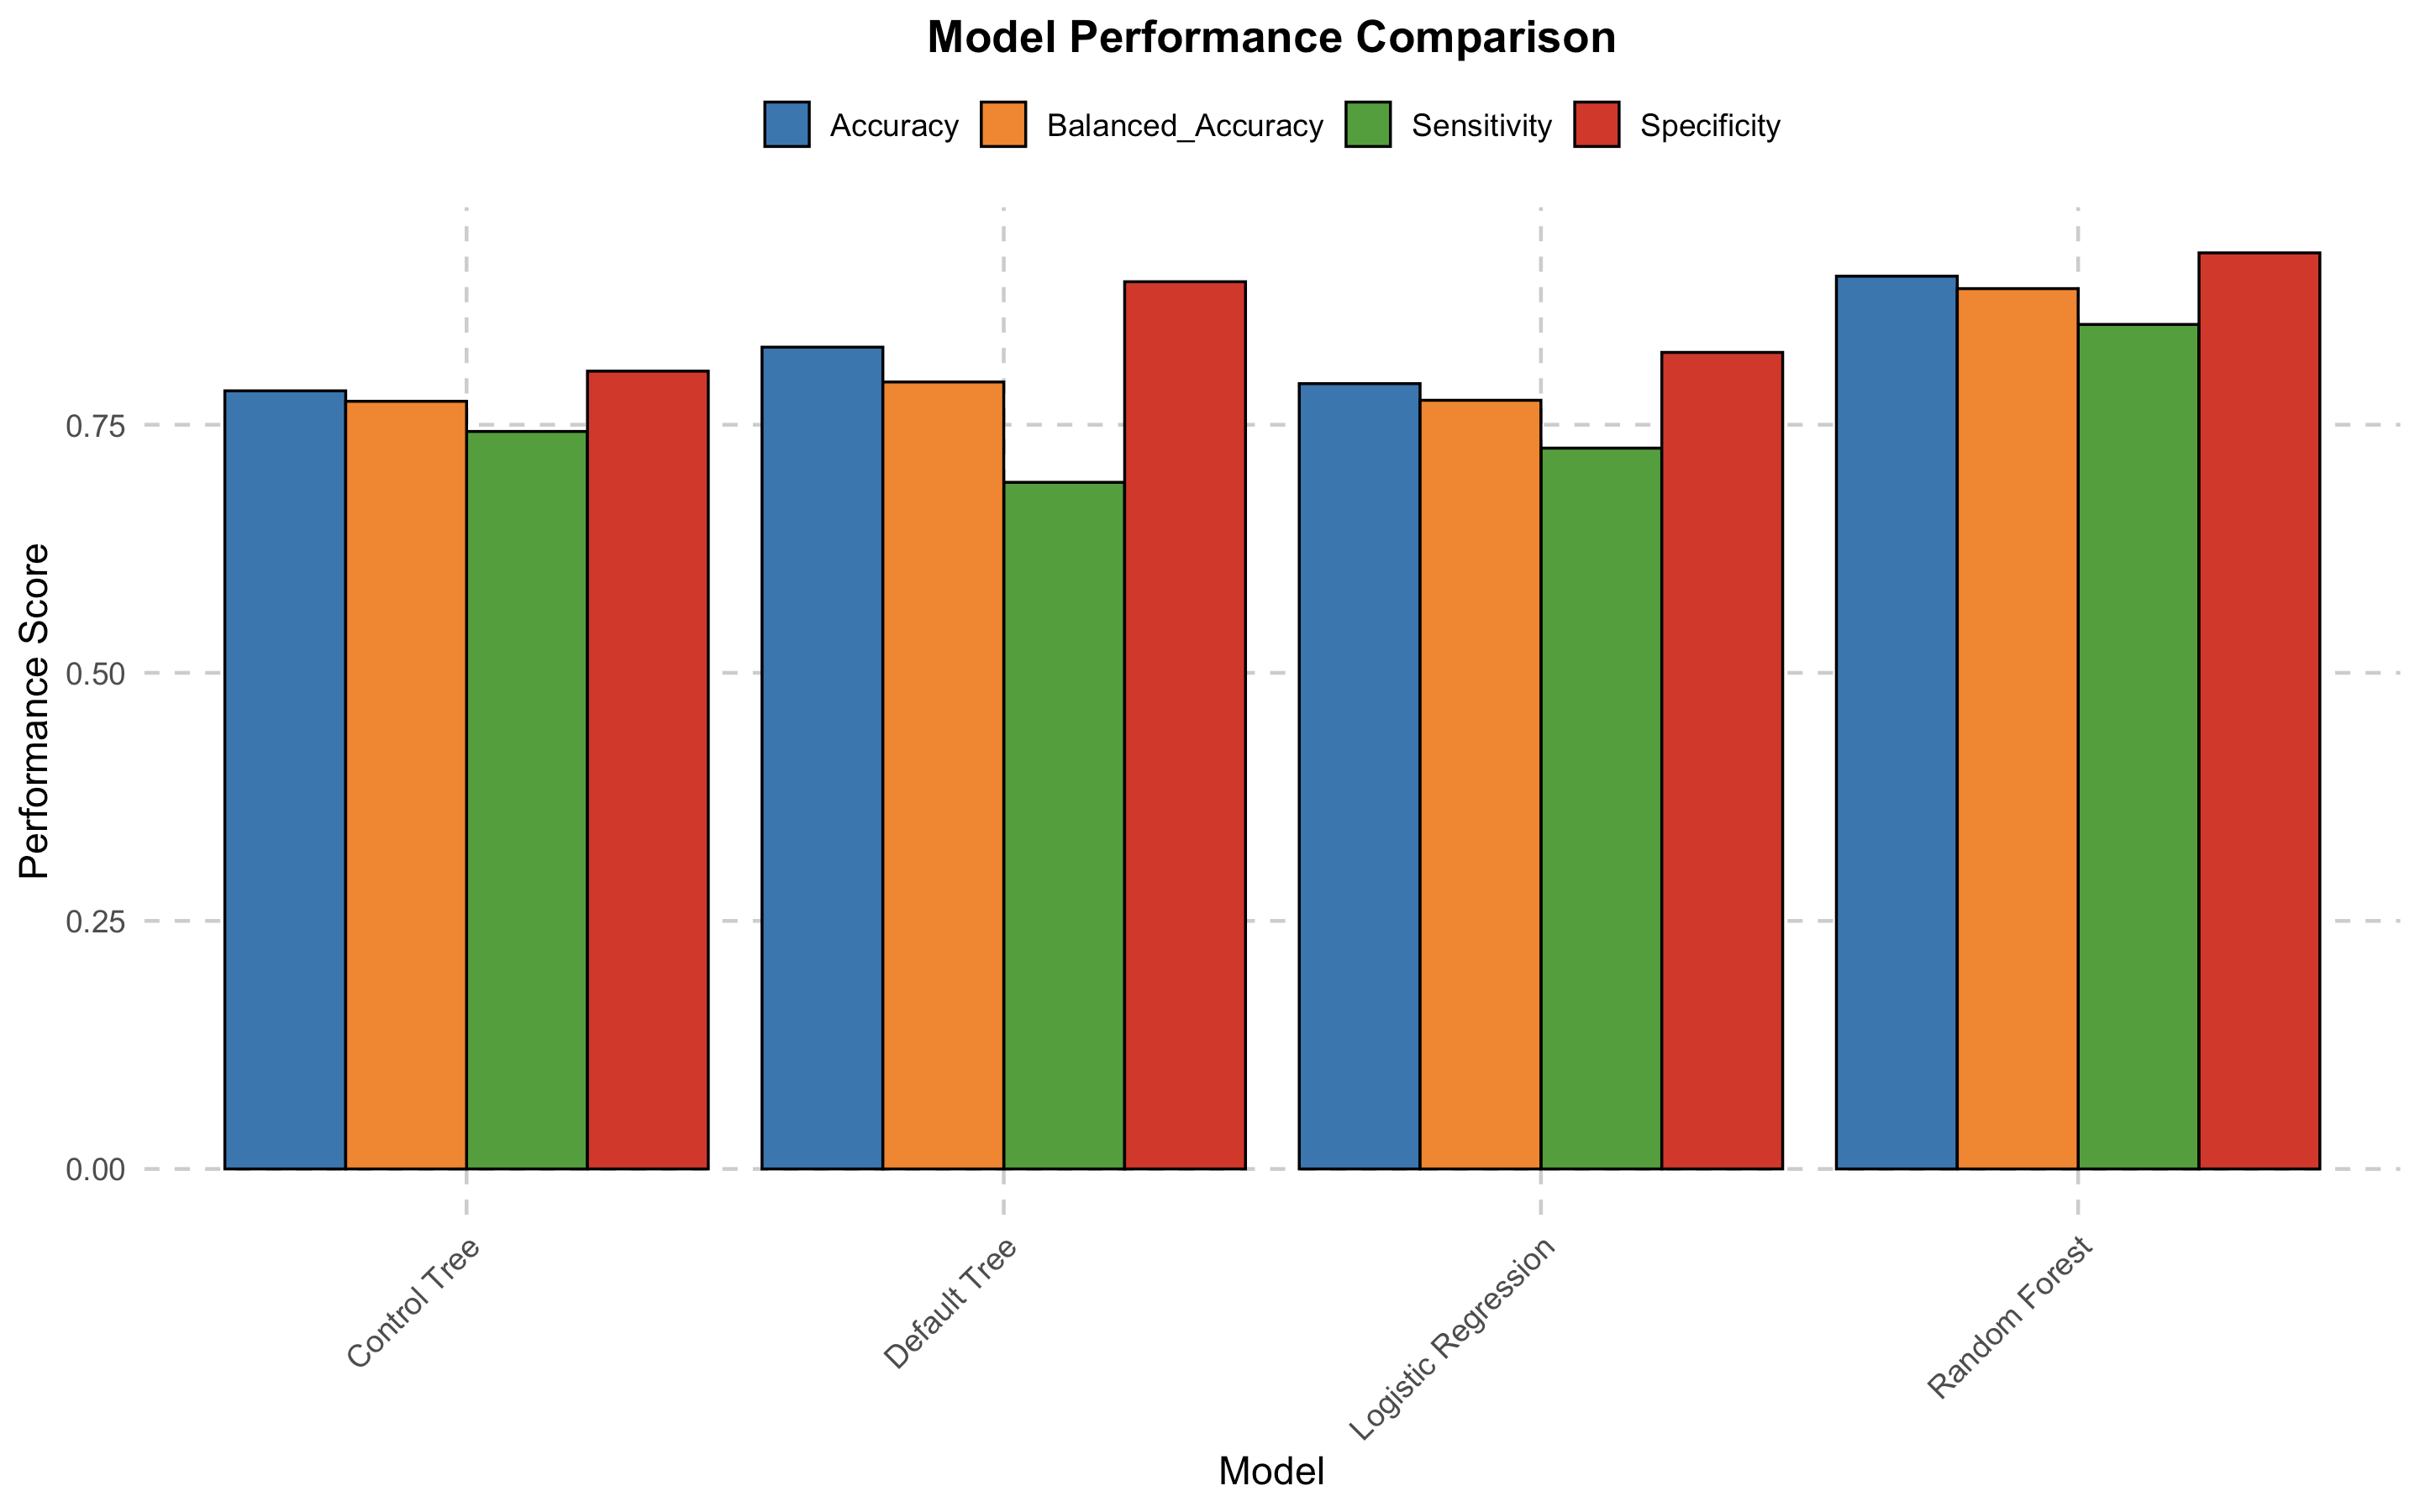 Model Performance Comparison
Accuracy Balanced_Accuracy Sensitivity Specificity
Performance Score
0.75
0.50
0.25
0.00
Control Tree
Default Tree
Logistic Regression
Random Forest
Model